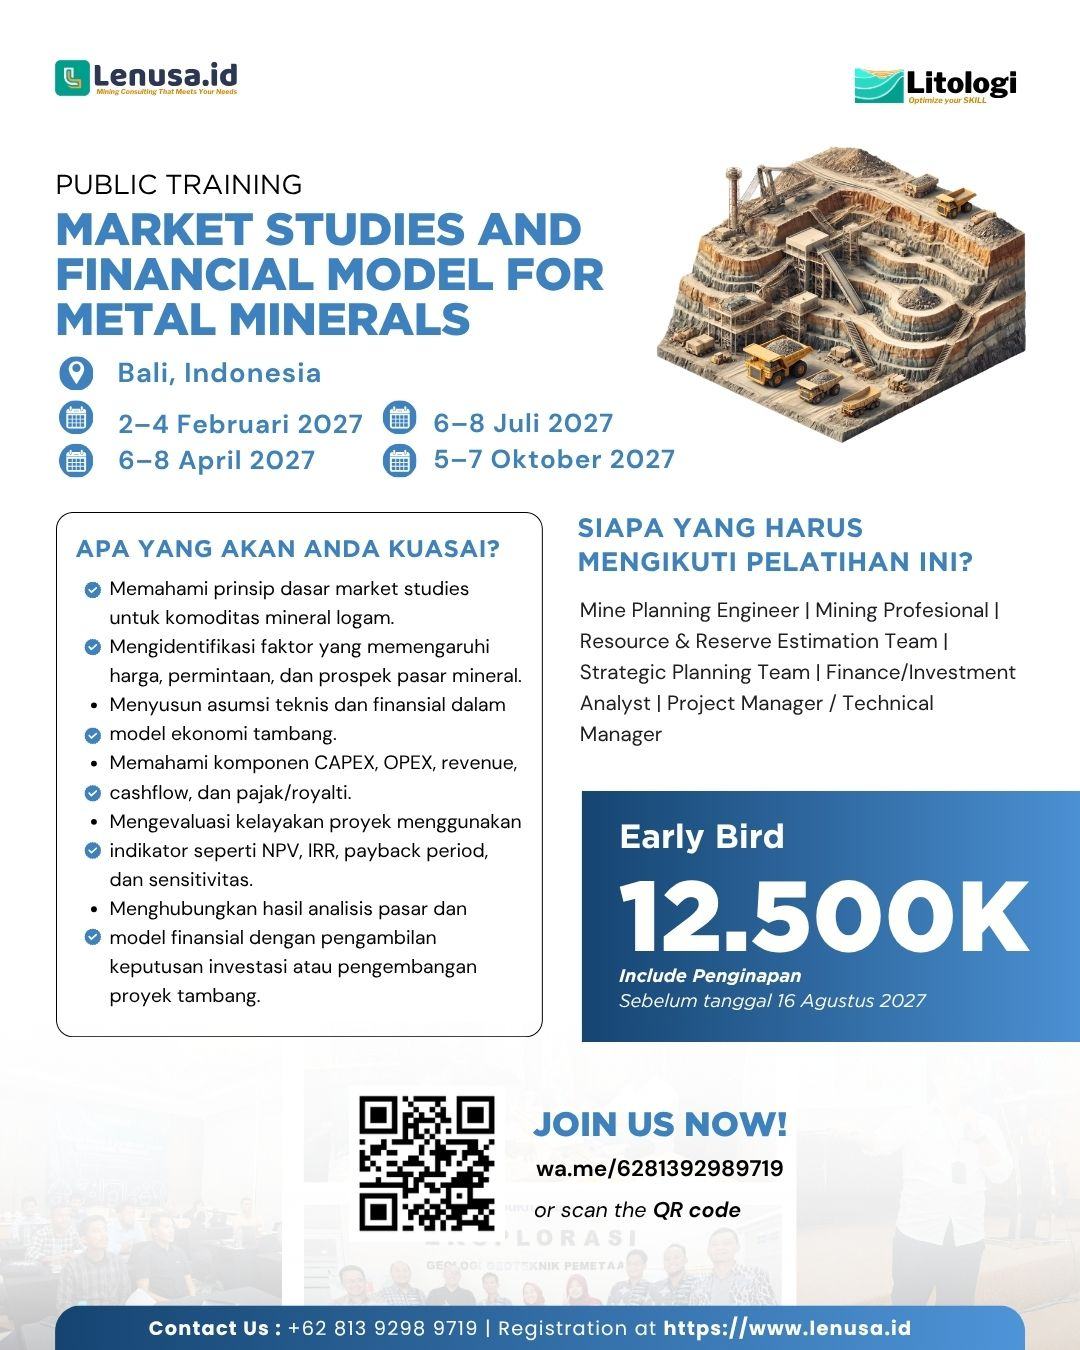 Lenusa.id
Mining Consulting That Meets Your Needs
Litologi
Optimize your SKILL
PUBLIC TRAINING
MARKET STUDIES AND
FINANCIAL MODEL FOR
METAL MINERALS
Bali, Indonesia
2–4 Februari 2027
6–8 Juli 2027
6–8 April 2027
5–7 Oktober 2027
APA YANG AKAN ANDA KUASAI?
Memahami prinsip dasar market studies
untuk komoditas mineral logam.
Mengidentifikasi faktor yang memengaruhi
harga, permintaan, dan prospek pasar mineral.
• Menyusun asumsi teknis dan finansial dalam
model ekonomi tambang.
• Memahami komponen CAPEX, OPEX, revenue,
cashflow, dan pajak/royalti.
• Mengevaluasi kelayakan proyek menggunakan
indikator seperti NPV, IRR, payback period,
dan sensitivitas.
• Menghubungkan hasil analisis pasar dan
model finansial dengan pengambilan
keputusan investasi atau pengembangan
proyek tambang.
SIAPA YANG HARUS
MENGIKUTI PELATIHAN INI?
Mine Planning Engineer | Mining Profesional |
Resource & Reserve Estimation Team |
Strategic Planning Team | Finance/Investment
Analyst | Project Manager / Technical
Manager
Early Bird
12.500K
Include Penginapan
Sebelum tanggal 16 Agustus 2027
JOIN US NOW!
wa.me/6281392989719
or scan the QR code
EKSPLORASI
GEOLOGI GEOTEKNIK PEMETAA
Contact Us : +62 813 9298 9719 | Registration at https://www.lenusa.id